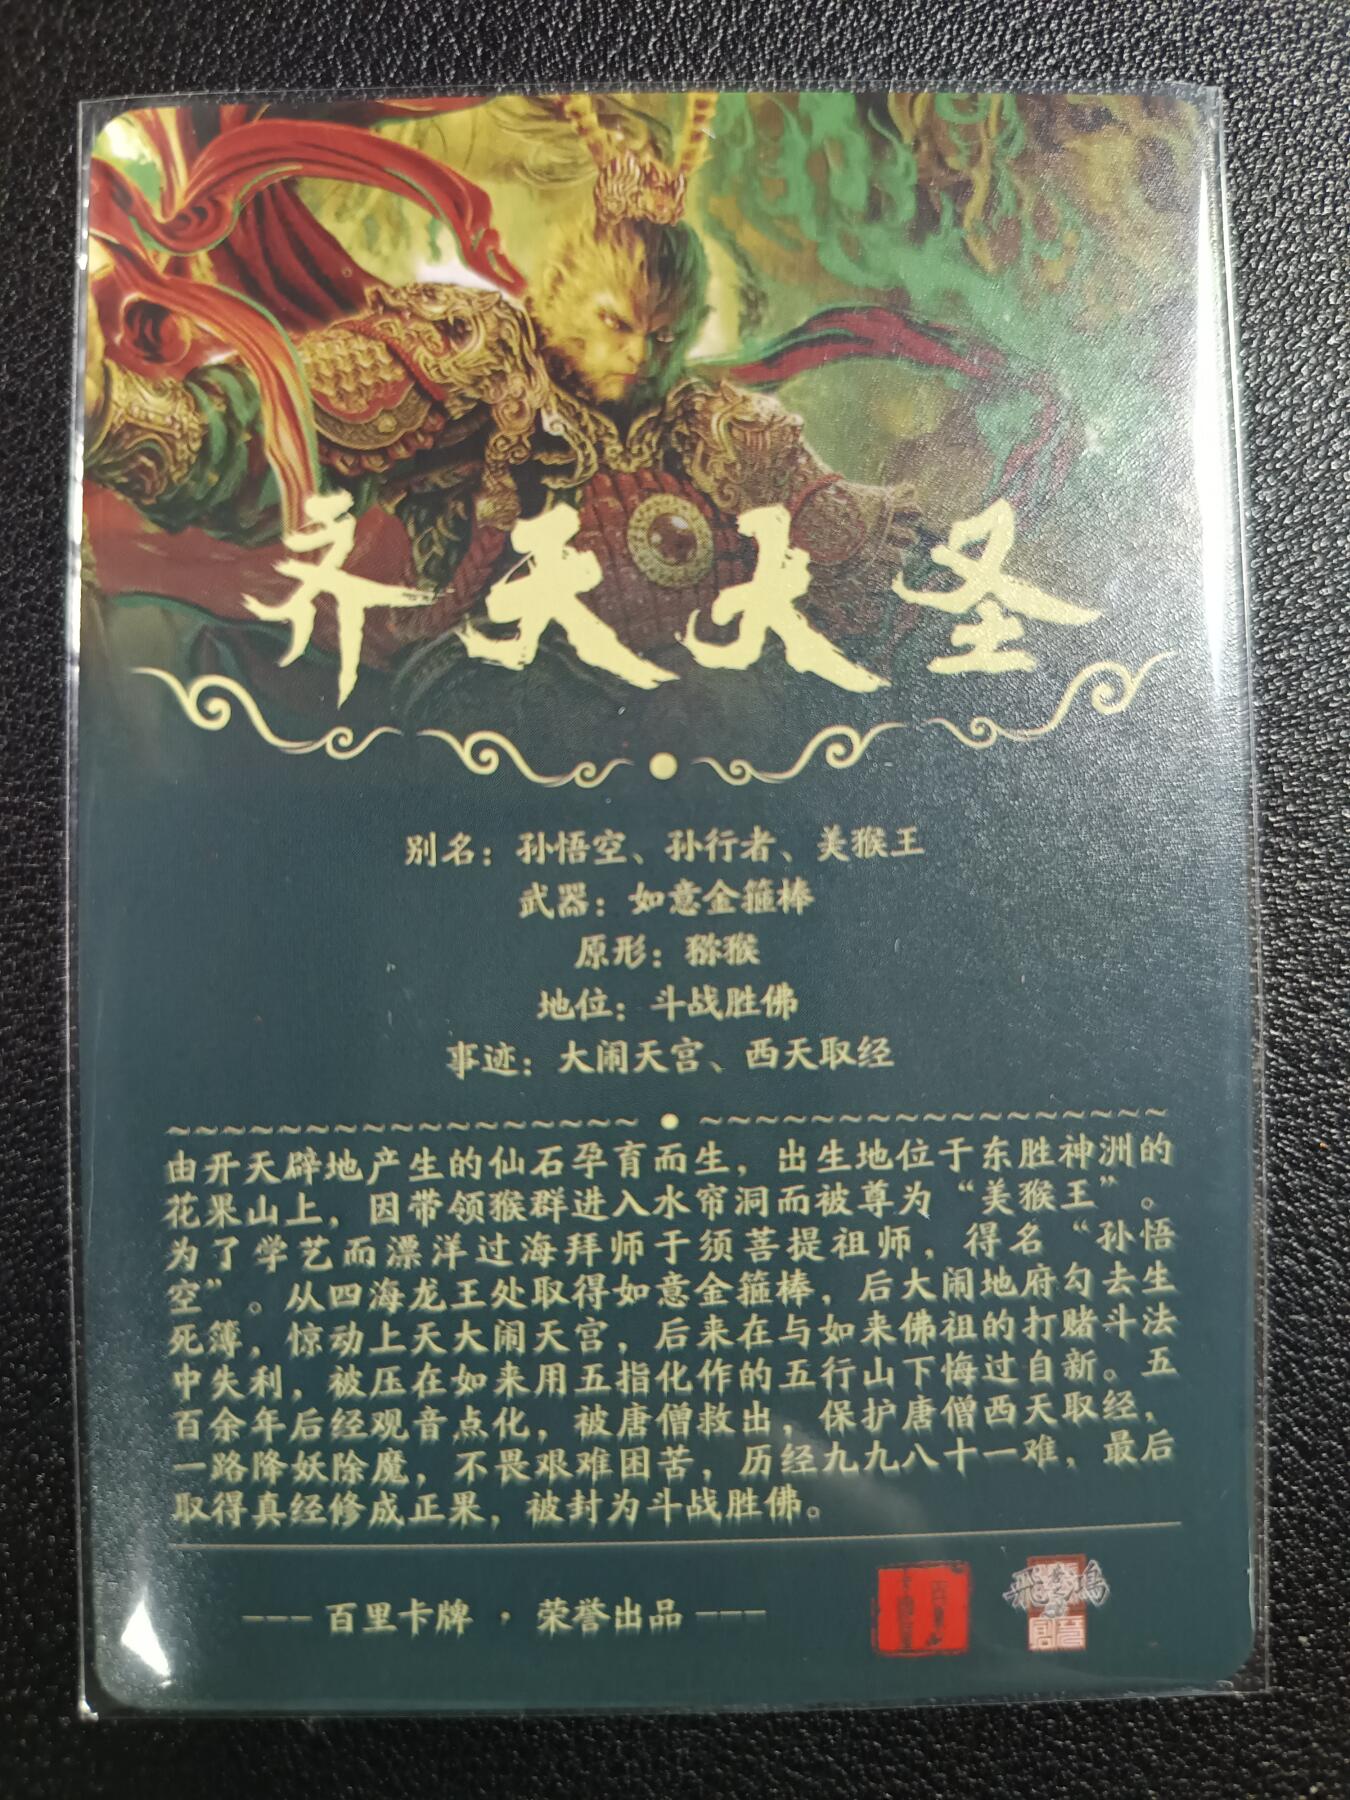 齐天大圣
别名：孙悟空、孙行者、美猴王
武器：如意金箍棒
原形：猕猴
地位：斗战胜佛
事迹：大闹天宫、西天取经
由开天辟地产生的仙石孕育而生，出生地位于东胜神洲的
花果山上，因带领猴群进入水帘洞而被尊为“美猴王”。
为了学艺而漂洋过海拜师于须菩提祖师，得名“孙悟
空”。从四海龙王处取得如意金箍棒，后大闹地府勾去生
死簿，惊动上天大闹天宫，后来在与如来佛祖的打赌斗法
中失利，被压在如来用五指化作的五行山下悔过自新。五
百余年后经观音点化，被唐僧救出，保护唐僧西天取经，
一路降妖除魔，不畏艰难困苦，历经九九八十一难，最后
取得真经修成正果，被封为斗战胜佛。
--- 百里卡牌 ，荣誉出品 ---